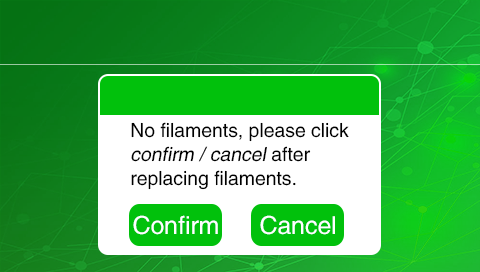 No filaments, please click
confirm / cancel after
replacing filaments.
Confirm
Cancel